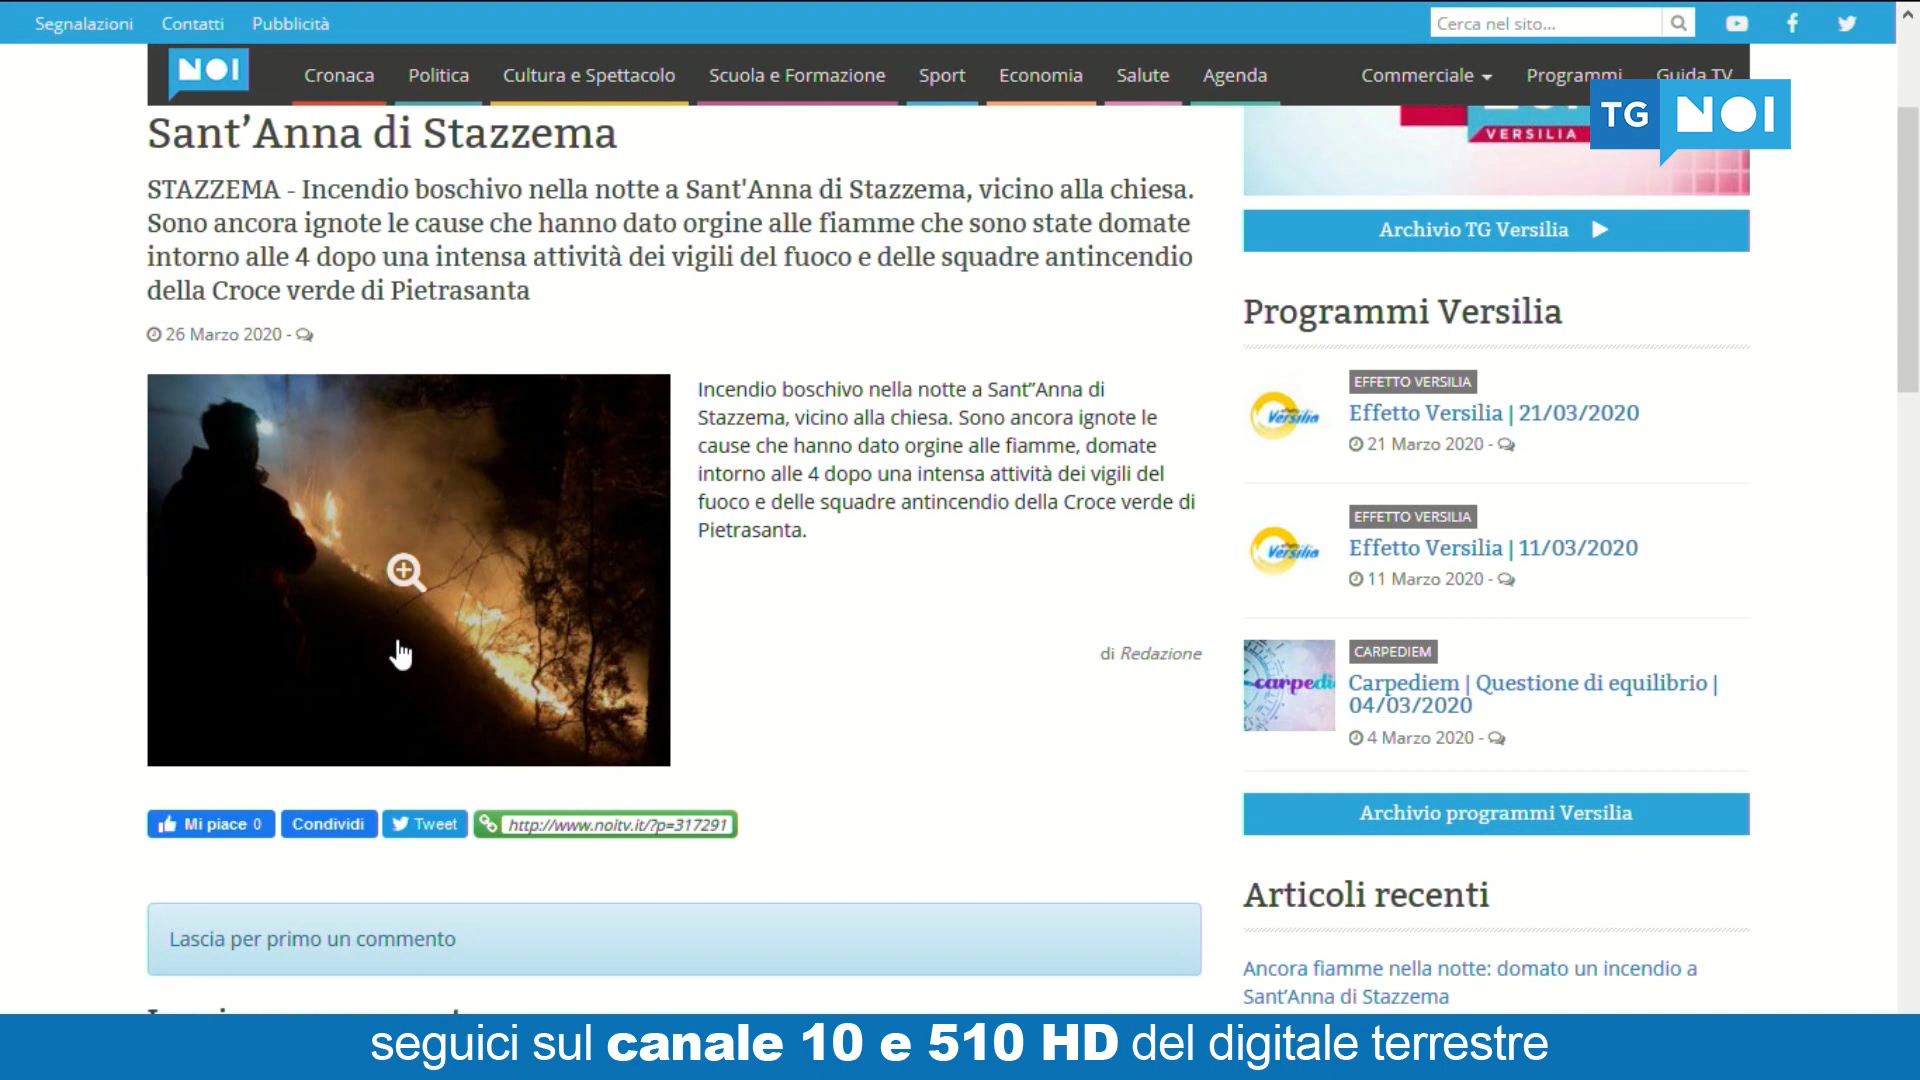 Segnalazioni Contatti Pubblicità
Cerca nel sito...
NOI
Cronaca Politica Cultura e Spettacolo Scuola e Formazione Sport Economia Salute Agenda Commerciale Programmi Guida TV
TG NOI
VERSILIA
Sant’Anna di Stazzema
STAZZEMA - Incendio boschivo nella notte a Sant'Anna di Stazzema, vicino alla chiesa.
Sono ancora ignote le cause che hanno dato orgine alle fiamme che sono state domate
intorno alle 4 dopo una intensa attività dei vigili del fuoco e delle squadre antincendio
della Croce verde di Pietrasanta
26 Marzo 2020 -
Incendio boschivo nella notte a Sant”Anna di
Stazzema, vicino alla chiesa. Sono ancora ignote le
cause che hanno dato orgine alle fiamme, domate
intorno alle 4 dopo una intensa attività dei vigili del
fuoco e delle squadre antincendio della Croce verde di
Pietrasanta.
di Redazione
Mi piace 0 Condividi Tweet http://www.noitv.it/?p=317291
Lascia per primo un commento
Archivio TG Versilia
Programmi Versilia
EFFETTO VERSILIA
Versilia
Effetto Versilia | 21/03/2020
21 Marzo 2020 -
EFFETTO VERSILIA
Versilia
Effetto Versilia | 11/03/2020
11 Marzo 2020 -
CARPEDIEM
carpedi
Carpediem | Questione di equilibrio |
04/03/2020
4 Marzo 2020 -
Archivio programmi Versilia
Articoli recenti
Ancora fiamme nella notte: domato un incendio a
Sant’Anna di Stazzema
seguici sul canale 10 e 510 HD del digitale terrestre